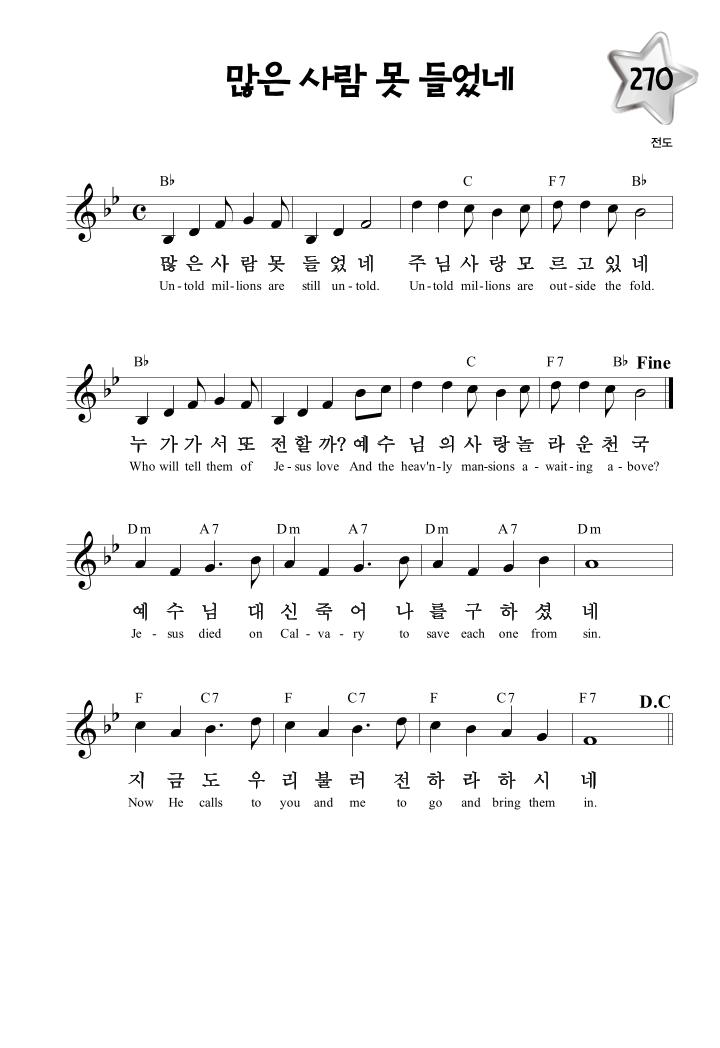 많은 사람 못 들었네
270
전도
B♭ C F7 B♭
많은사람못 들었네 주님사랑모르고있네
Un-told mil-lions are still un-told. Un-told mil-lions are out-side the fold.
B♭ C F7 B♭ Fine
누가가서또전할까? 예수님의사랑놀라운천국
Who will tell them of Je-sus love And the heav'n-ly man-sions a-wait-ing a-bove?
Dm A7 Dm A7 Dm A7 Dm
예수님 대신죽어 나를구하셨네
Je-sus died on Cal-va-ry to save each one from sin.
F C7 F C7 F C7 F7 D.C
지금도 우리불러 전하라하시네
Now He calls to you and me to go and bring them in.